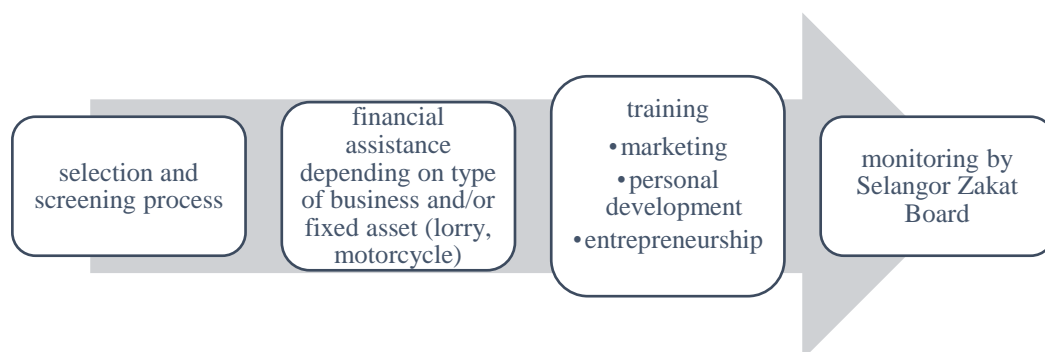 selection and
screening process
financial
assistance
depending on type
of business and/or
fixed asset (lorry,
motorcycle)
training
•marketing
•personal
development
•entrepreneurship
monitoring by
Selangor Zakat
Board